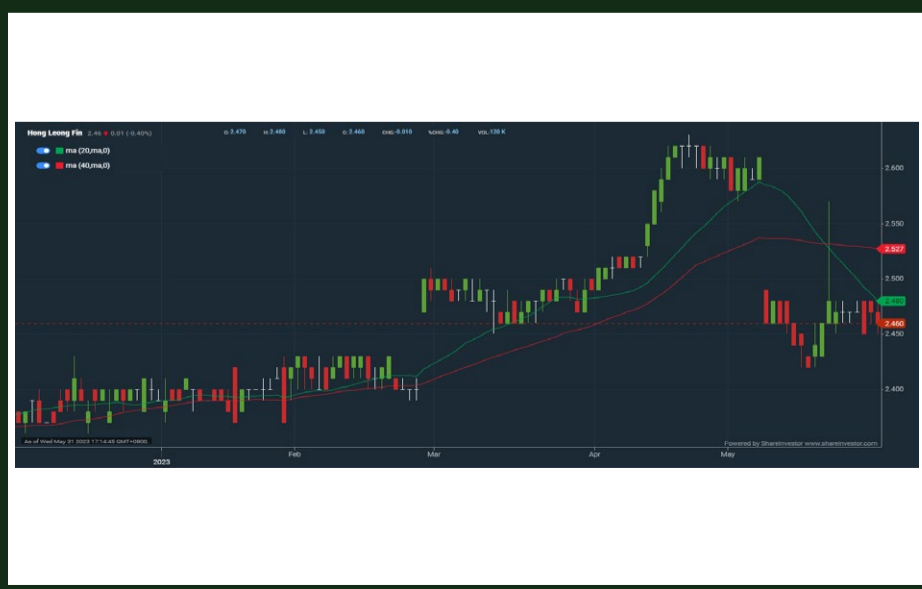 Hong Leong Fin 2.46 ▼ 0.01 (-0.40%) O: 2.470 H: 2.480 L: 2.450 C: 2.460 CHG:-0.010 %CHG:-0.40 VOL:120 K
ma (20,ma,0)
ma (40,ma,0)
2.600
2.550
2.527
2.500
2.480
2.460
2.450
2.400
As of Wed May 31 2023 17:14:45 GMT+0800
Powered by ShareInvestor www.shareinvestor.com
Feb Mar Apr May
2023